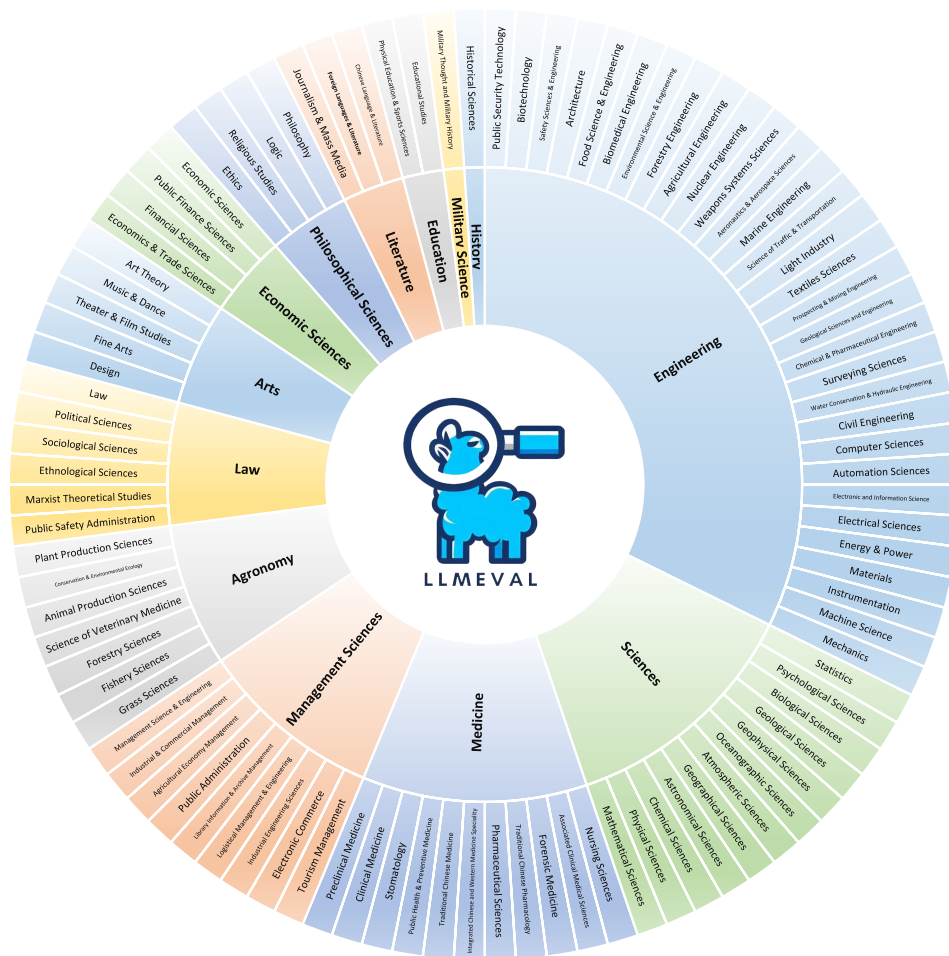 Engineering
Public Security Technology
Biotechnology
Safety Sciences & Engineering
Architecture
Food Science & Engineering
Biomedical Engineering
Environmental Science & Engineering
Forestry Engineering
Agricultural Engineering
Nuclear Engineering
Weapons Systems Sciences
Aeronautics & Aerospace Sciences
Marine Engineering
Science of Traffic & Transportation
Light Industry
Textiles Sciences
Prospecting & Mining Engineering
Geological Sciences and Engineering
Chemical & Pharmaceutical Engineering
Surveying Sciences
Water Conservation & Hydraulic Engineering
Civil Engineering
Computer Sciences
Automation Sciences
Electronic and Information Science
Electrical Sciences
Energy & Power
Materials
Instrumentation
Machine Science
Mechanics
Sciences
Statistics
Psychological Sciences
Biological Sciences
Geological Sciences
Geophysical Sciences
Oceanographic Sciences
Atmospheric Sciences
Geographical Sciences
Astronomical Sciences
Chemical Sciences
Physical Sciences
Mathematical Sciences
Medicine
Nursing Sciences
Associated Clinical Medical Sciences
Forensic Medicine
Traditional Chinese Pharmacology
Pharmaceutical Sciences
Integrated Chinese and Western Medicine Speciality
Traditional Chinese Medicine
Public Health & Preventive Medicine
Stomatology
Clinical Medicine
Preclinical Medicine
Management Sciences
Tourism Management
Electronic Commerce
Industrial Engineering Sciences
Logistical Management & Engineering
Library Information & Archive Management
Public Administration
Agricultural Economy Management
Industrial & Commercial Management
Management Science & Engineering
Agronomy
Grass Sciences
Fishery Sciences
Forestry Sciences
Science of Veterinary Medicine
Animal Production Sciences
Conservation & Environmental Ecology
Plant Production Sciences
Law
Public Safety Administration
Marxist Theoretical Studies
Ethnological Sciences
Sociological Sciences
Political Sciences
Law
Arts
Design
Fine Arts
Theater & Film Studies
Music & Dance
Art Theory
Economic Sciences
Economics & Trade Sciences
Financial Sciences
Public Finance Sciences
Economic Sciences
Philosophical Sciences
Ethics
Religious Studies
Logic
Philosophy
Literature
Journalism & Mass Media
Foreign Languages & Literature
Chinese Language & Literature
Education
Physical Education & Sports Sciences
Educational Studies
Military Science
Military Thought and Military History
History
Historical Sciences
LLMEVAL